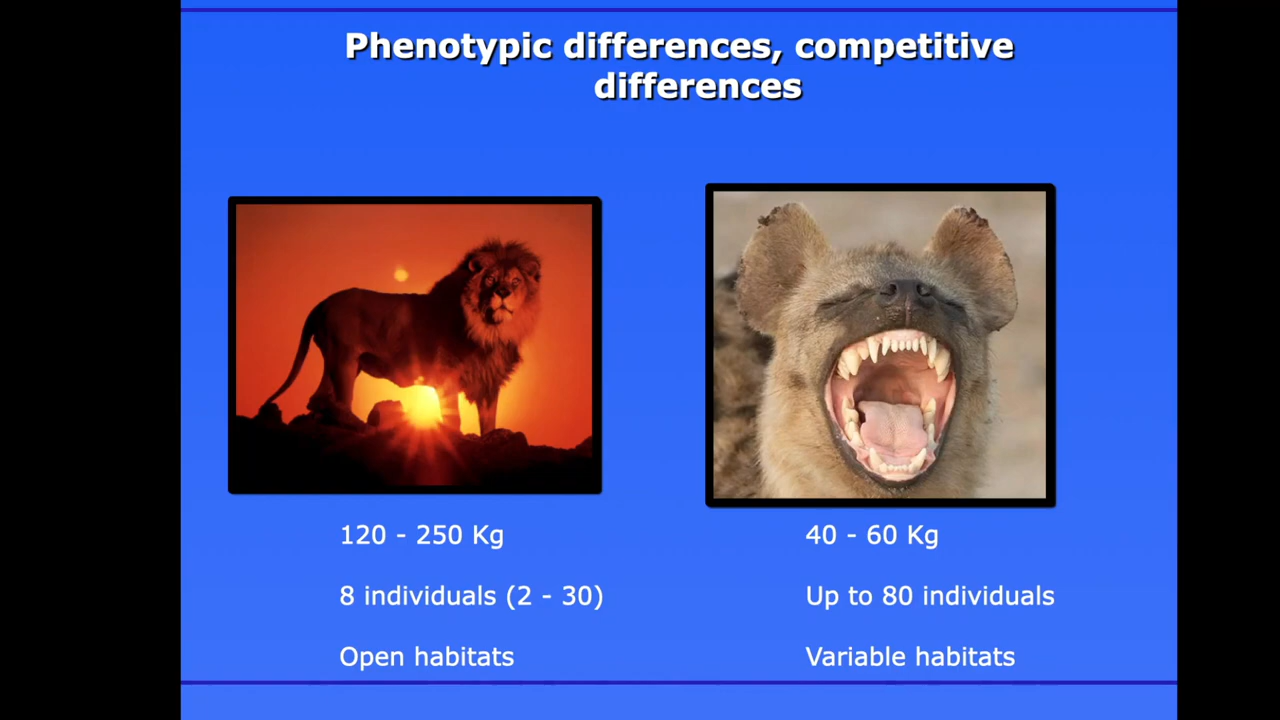 Phenotypic differences, competitive
differences
120 - 250 Kg
40 - 60 Kg
8 individuals (2 - 30)
Up to 80 individuals
Open habitats
Variable habitats